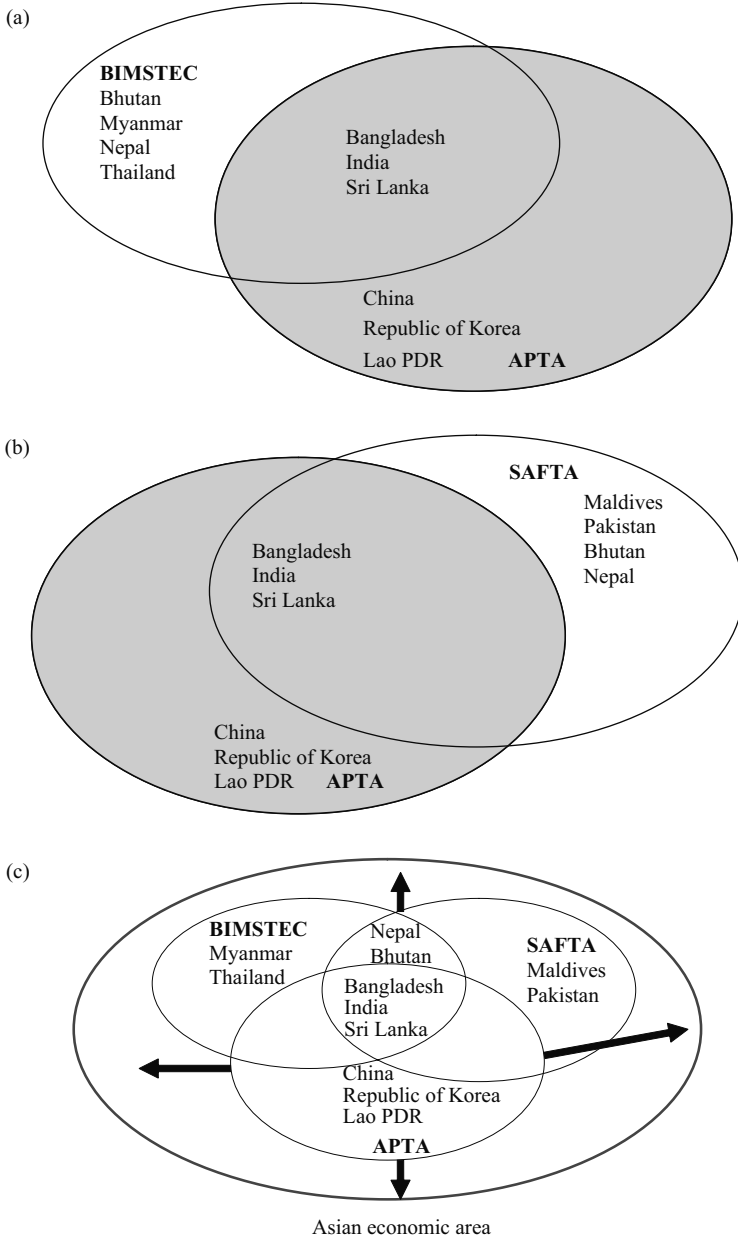 (a)
BIMSTEC
Bhutan
Myanmar
Nepal
Thailand
Bangladesh
India
Sri Lanka
China
Republic of Korea
Lao PDR APTA
(b)
SAFTA
Maldives
Pakistan
Bhutan
Nepal
Bangladesh
India
Sri Lanka
China
Republic of Korea
Lao PDR APTA
(c)
BIMSTEC
Myanmar
Thailand
Nepal
Bhutan
SAFTA
Maldives
Pakistan
Bangladesh
India
Sri Lanka
China
Republic of Korea
Lao PDR
APTA
Asian economic area